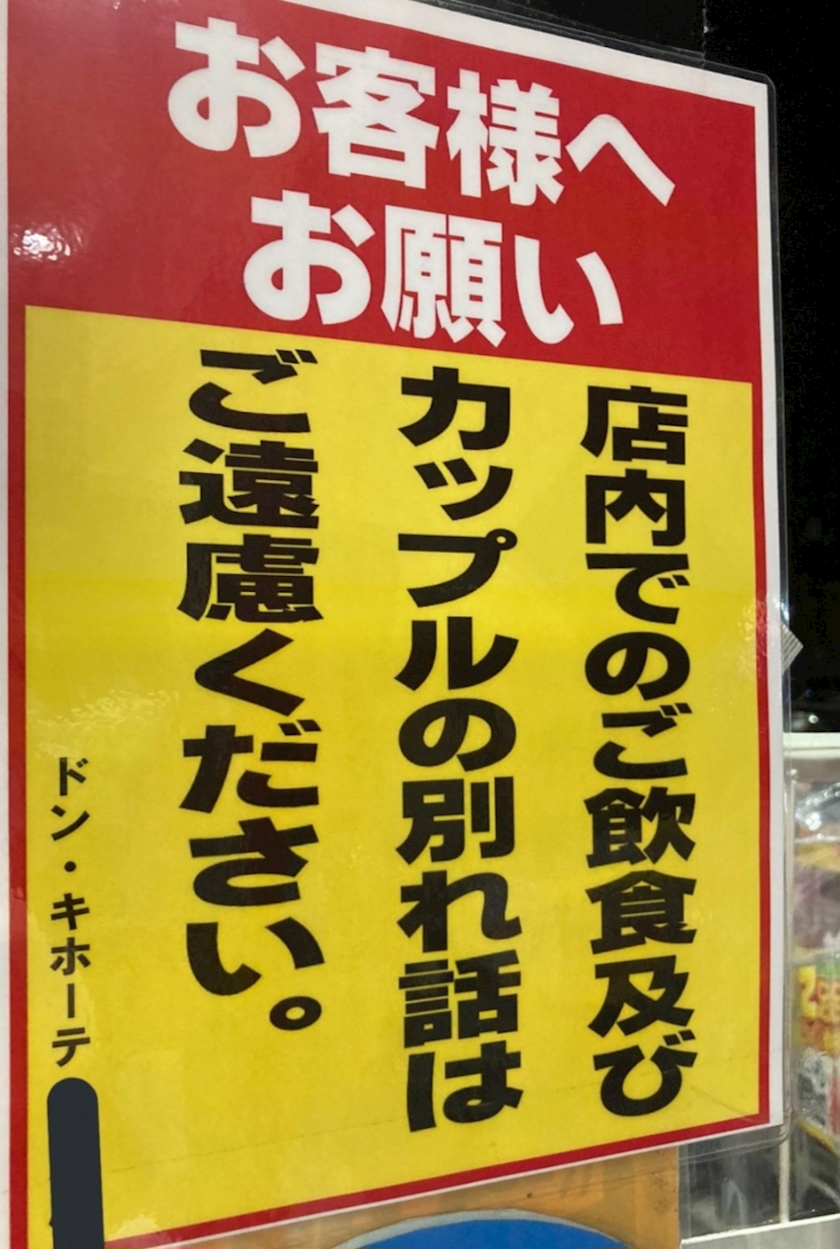 お客様へ
お願い
店内でのご飲食及び
カップルの別れ話は
ご遠慮ください。
ドン・キホーテ